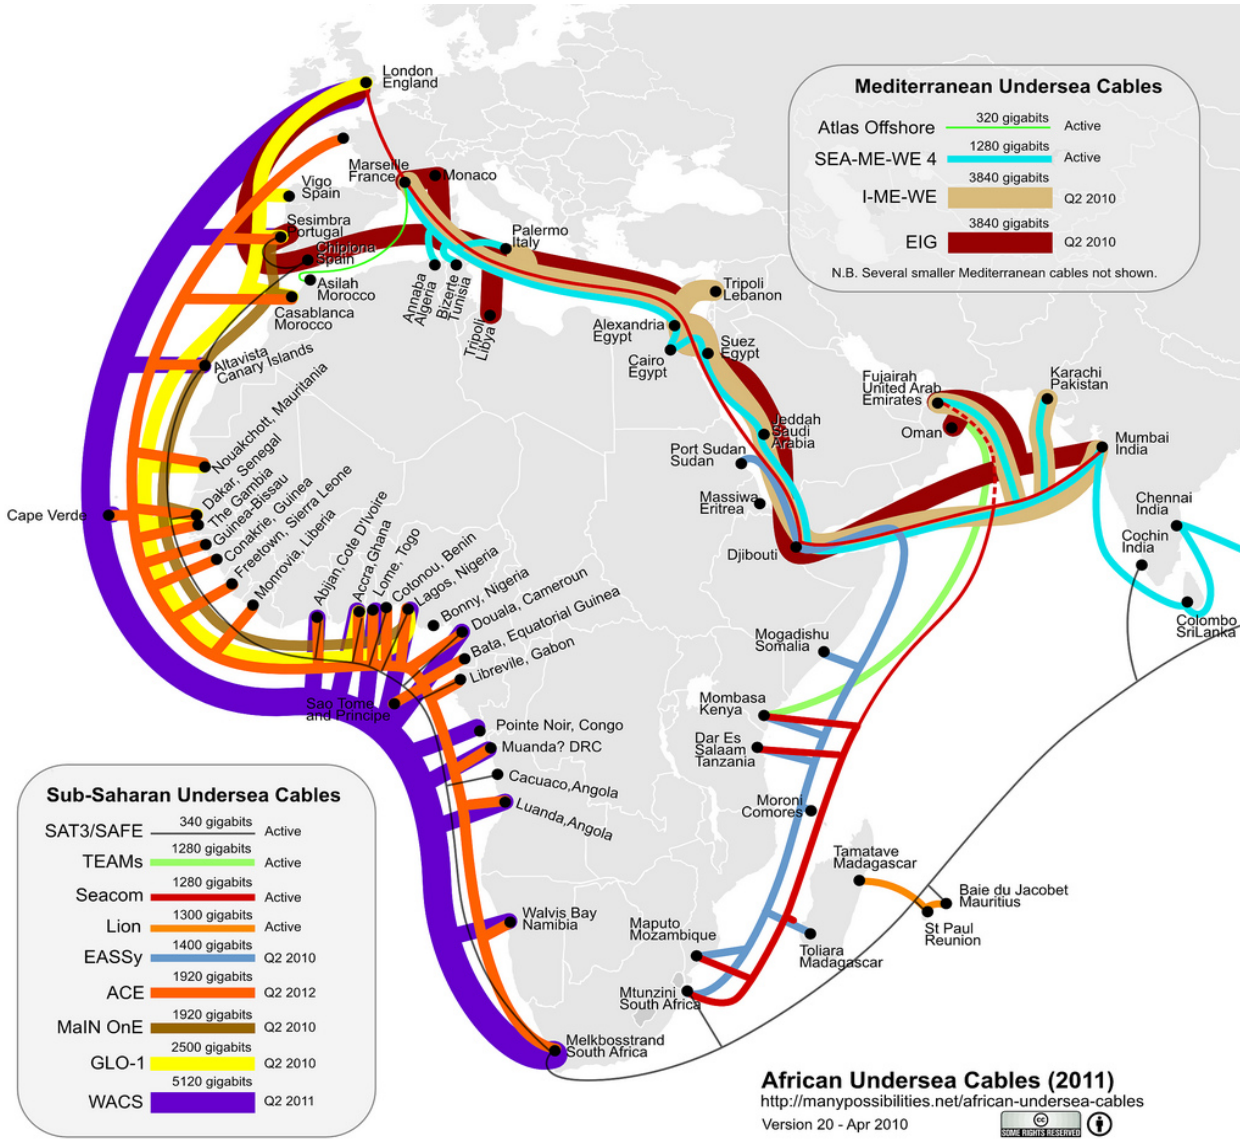 London
England
Marseille
France
Monaco
Vigo
Spain
Sesimbra
Portugal
Chipiona
Spain
Asilah
Morocco
Casablanca
Morocco
Palermo
Italy
Annaba
Algeria
Bizerte
Tunisia
Tripoli
Libya
Tripoli
Lebanon
Alexandria
Egypt
Cairo
Egypt
Suez
Egypt
Altavista
Canary Islands
Nouakchott, Mauritania
Dakar, Senegal
The Gambia
Guinea-Bissau
Conakrie, Guinea
Freetown, Sierra Leone
Monrovia, Liberia
Cape Verde
Abijan,Cote D'Ivoire
Accra,Ghana
Lome, Togo
Cotonou, Benin
Lagos, Nigeria
Bonny, Nigeria
Douala, Cameroun
Bata, Equatorial Guinea
Librevile, Gabon
Sao Tome
and Principe
Pointe Noir, Congo
Muanda? DRC
Cacuaco,Angola
Luanda,Angola
Walvis Bay
Namibia
Melkbosstrand
South Africa
Jeddah
Saudi
Arabia
Port Sudan
Sudan
Massiwa
Eritrea
Djibouti
Fujairah
United Arab
Emirates
Oman
Karachi
Pakistan
Mumbai
India
Chennai
India
Cochin
India
Colombo
SriLanka
Mogadishu
Somalia
Mombasa
Kenya
Dar Es
Salaam
Tanzania
Moroni
Comores
Tamatave
Madagascar
Baie du Jacobet
Mauritius
St Paul
Reunion
Toliara
Madagascar
Maputo
Mozambique
Mtunzini
South Africa
Mediterranean Undersea Cables
Atlas Offshore 320 gigabits Active
SEA-ME-WE 4 1280 gigabits Active
I-ME-WE 3840 gigabits Q2 2010
EIG 3840 gigabits Q2 2010
N.B. Several smaller Mediterranean cables not shown.
Sub-Saharan Undersea Cables
SAT3/SAFE 340 gigabits Active
TEAMs 1280 gigabits Active
Seacom 1280 gigabits Active
Lion 1300 gigabits Active
EASSy 1400 gigabits Q2 2010
ACE 1920 gigabits Q2 2012
MaIN OnE 1920 gigabits Q2 2010
GLO-1 2500 gigabits Q2 2010
WACS 5120 gigabits Q2 2011
African Undersea Cables (2011)
http://manypossibilities.net/african-undersea-cables
Version 20 - Apr 2010
cc
SOME RIGHTS RESERVED